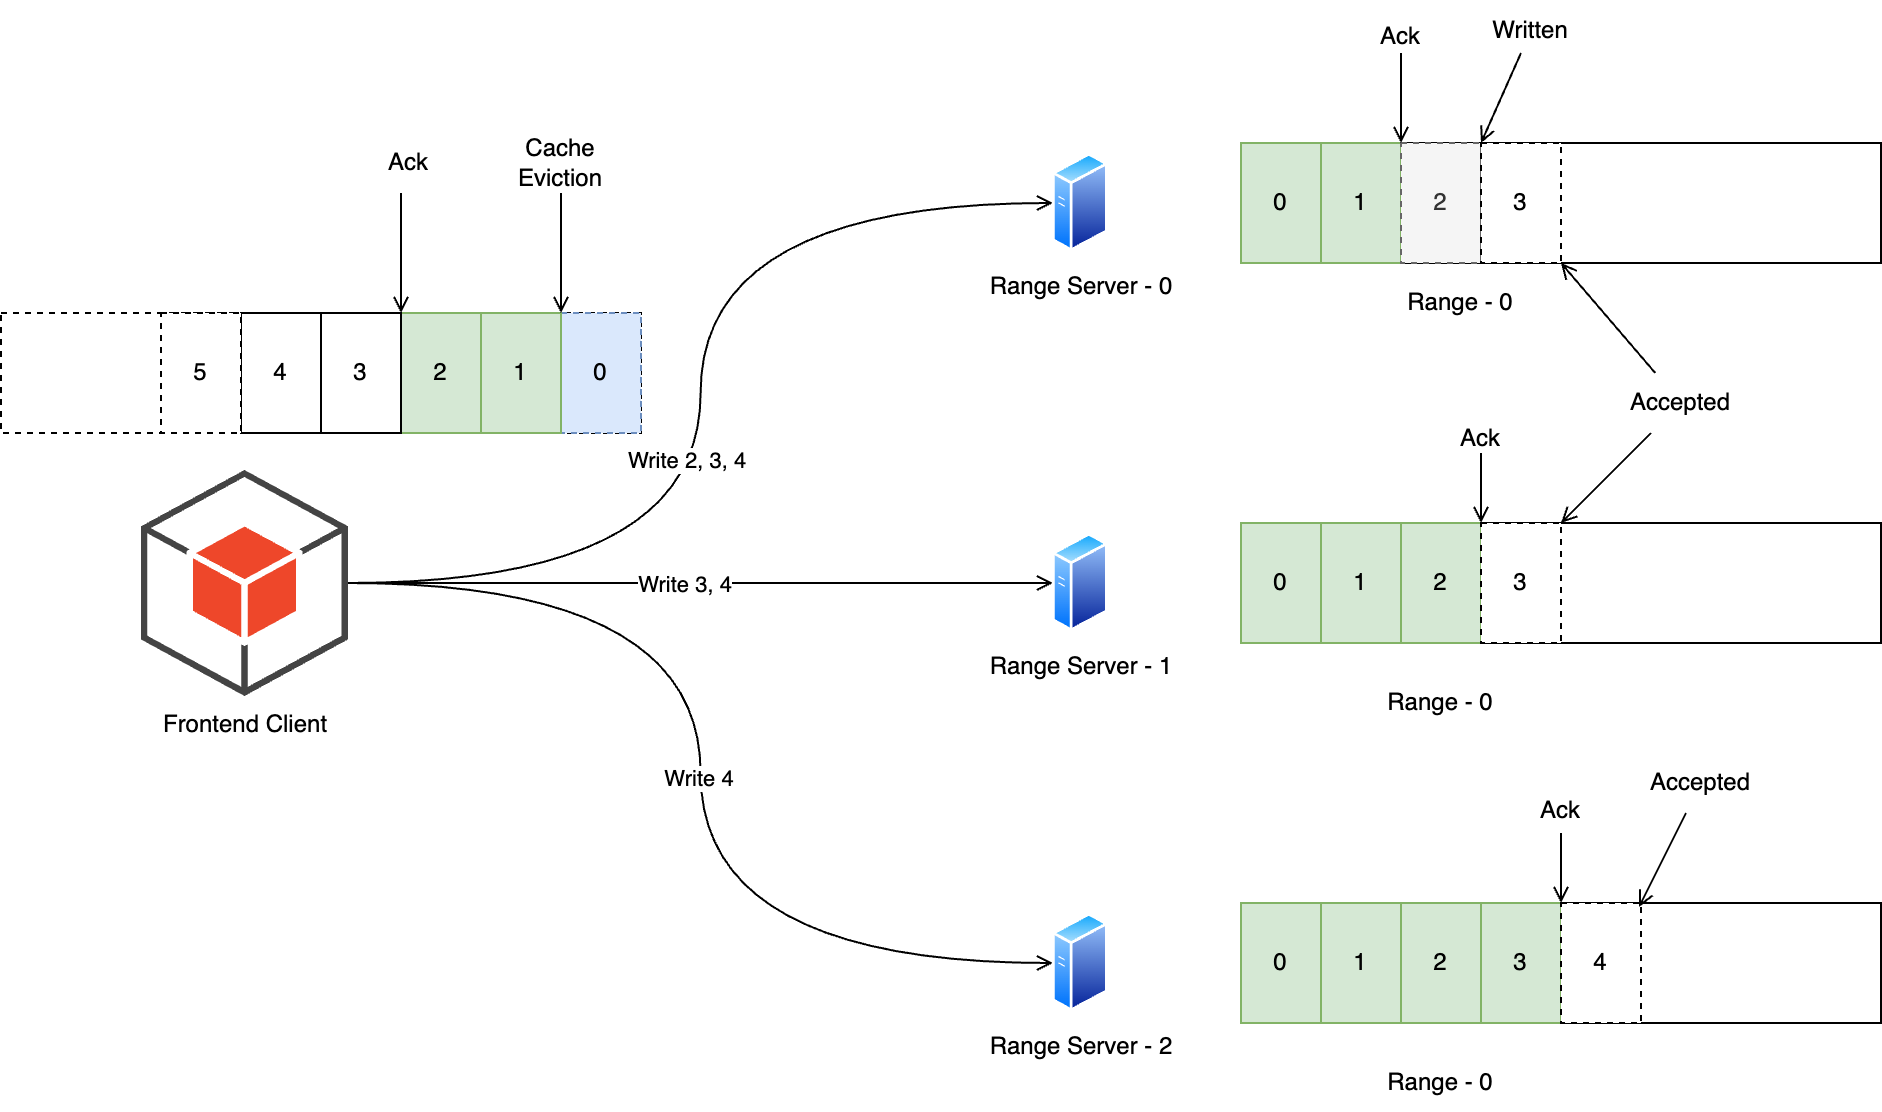 Ack
Written
0
1
2
3
Range Server - 0
Range - 0
Ack
Cache
Eviction
5
4
3
2
1
0
Accepted
Write 2, 3, 4
Ack
0
1
2
3
Write 3, 4
Range Server - 1
Range - 0
Frontend Client
Write 4
Accepted
Ack
0
1
2
3
4
Range Server - 2
Range - 0